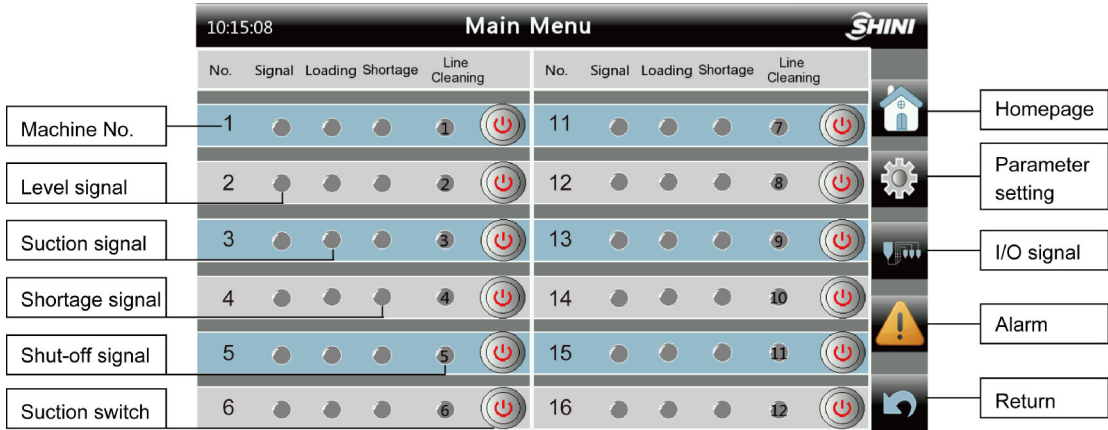 10:15:08 Main Menu SHINI
No. Signal Loading Shortage Line Cleaning No. Signal Loading Shortage Line Cleaning
Machine No. 1 1 11 7 Homepage
Level signal 2 2 12 8 Parameter setting
Suction signal 3 3 13 9 I/O signal
Shortage signal 4 4 14 10 Alarm
Shut-off signal 5 5 15 11
Suction switch 6 6 16 12 Return